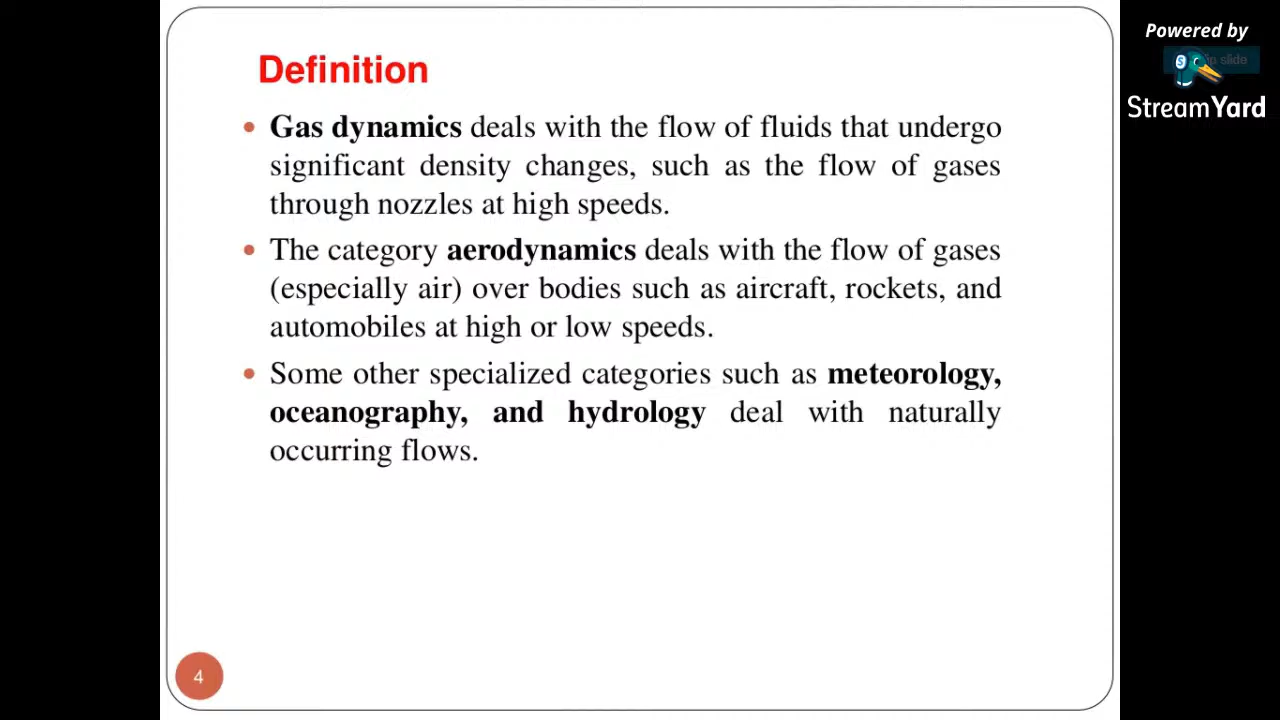 Definition
Gas dynamics deals with the flow of fluids that undergo
significant density changes, such as the flow of gases
through nozzles at high speeds.
The category aerodynamics deals with the flow of gases
(especially air) over bodies such as aircraft, rockets, and
automobiles at high or low speeds.
Some other specialized categories such as meteorology,
oceanography, and hydrology deal with naturally
occurring flows.
4
Powered by
slide
StreamYard